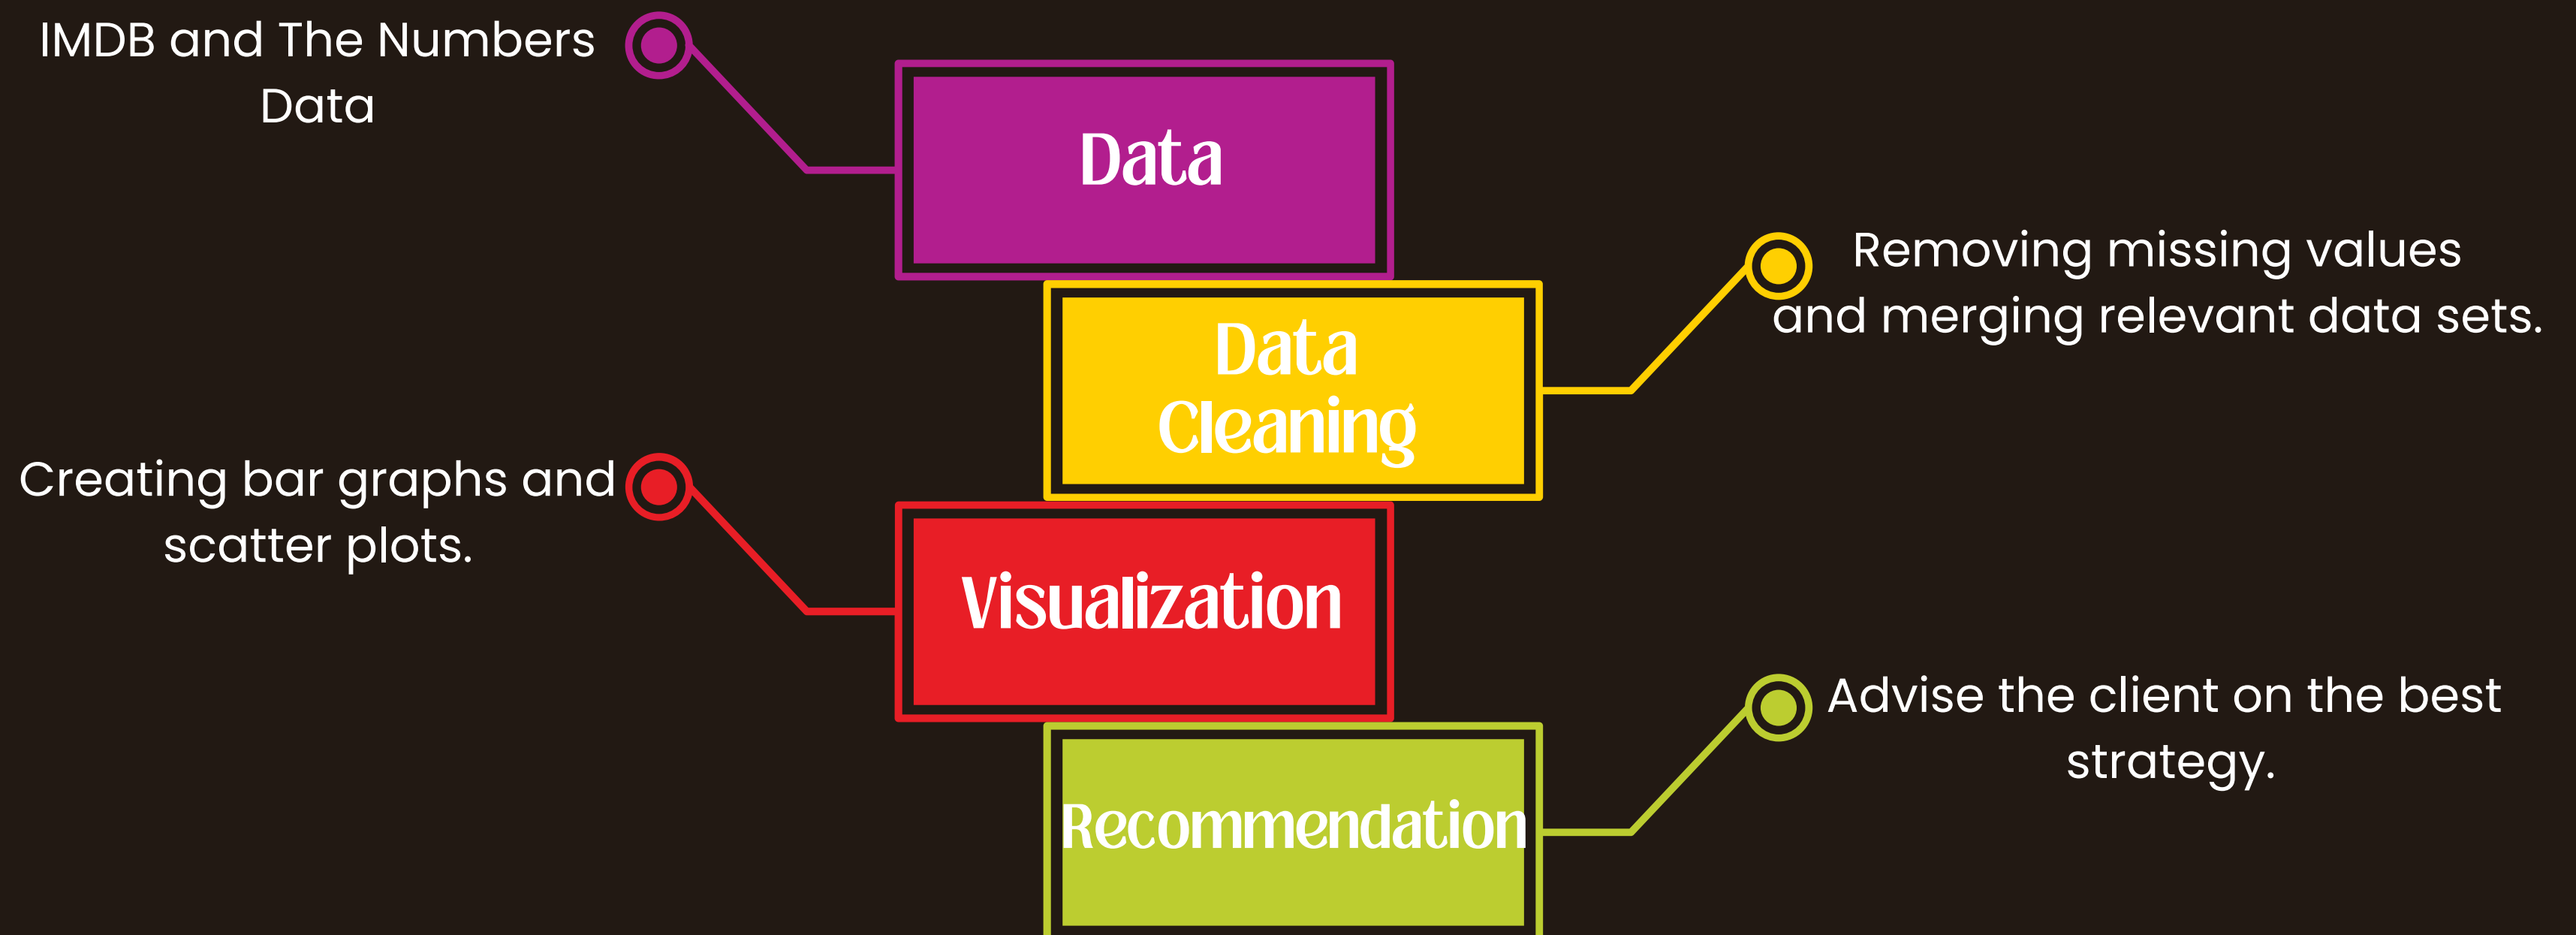 IMDB and The Numbers
Data
Data
Removing missing values
and merging relevant data sets.
Data
Cleaning
Creating bar graphs and
scatter plots.
Visualization
Advise the client on the best
strategy.
Recommendation